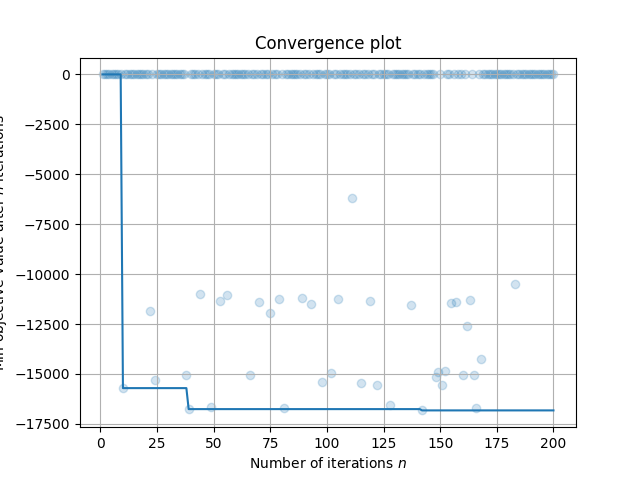 Convergence plot
0
−2500
−5000
−7500
−10000
−12500
−15000
−17500
0 25 50 75 100 125 150 175 200
Number of iterations n
Min objective value after n iterations